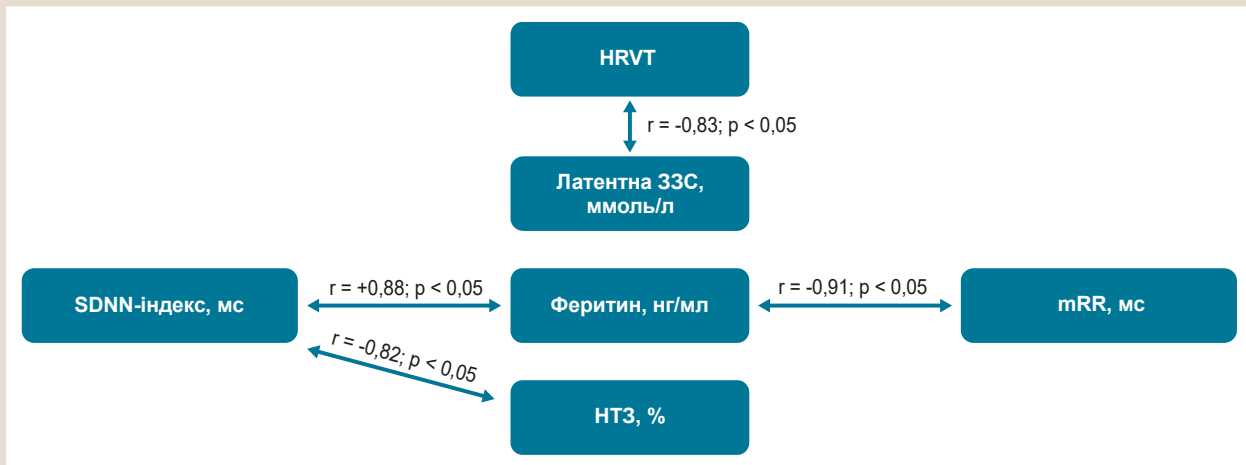 HRVT
r = -0,83; p < 0,05
Латентна ЗЗС,
ммоль/л
SDNN-індекс, мс
r = +0,88; p < 0,05
Феритин, нг/мл
r = -0,91; p < 0,05
mRR, мс
r = -0,82; p < 0,05
НТЗ, %